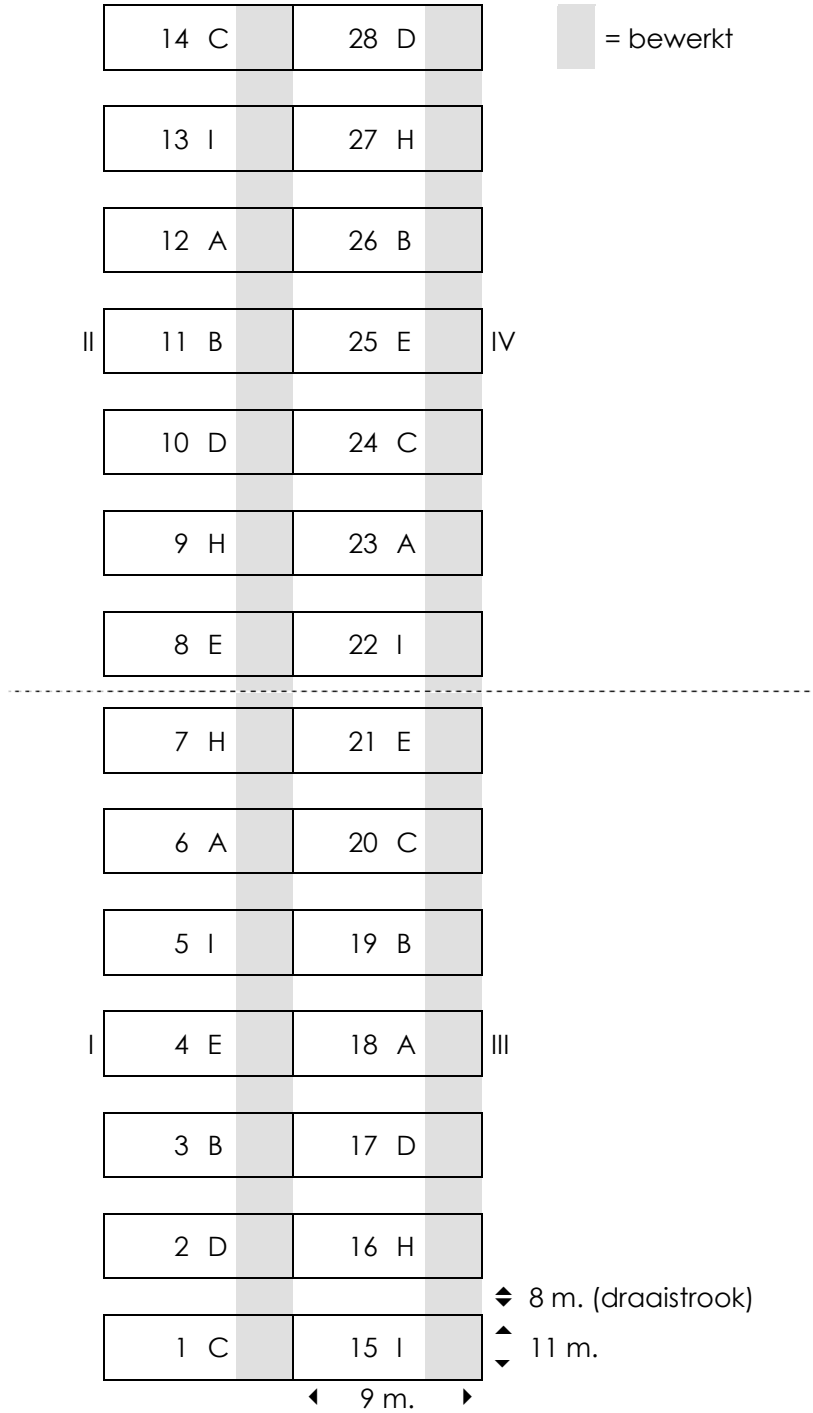 14 C 28 D = bewerkt
13 I 27 H
12 A 26 B
II 11 B 25 E IV
10 D 24 C
9 H 23 A
8 E 22 I
7 H 21 E
6 A 20 C
5 I 19 B
I 4 E 18 A III
3 B 17 D
2 D 16 H
8 m. (draaistrook)
1 C 15 I 11 m.
9 m.